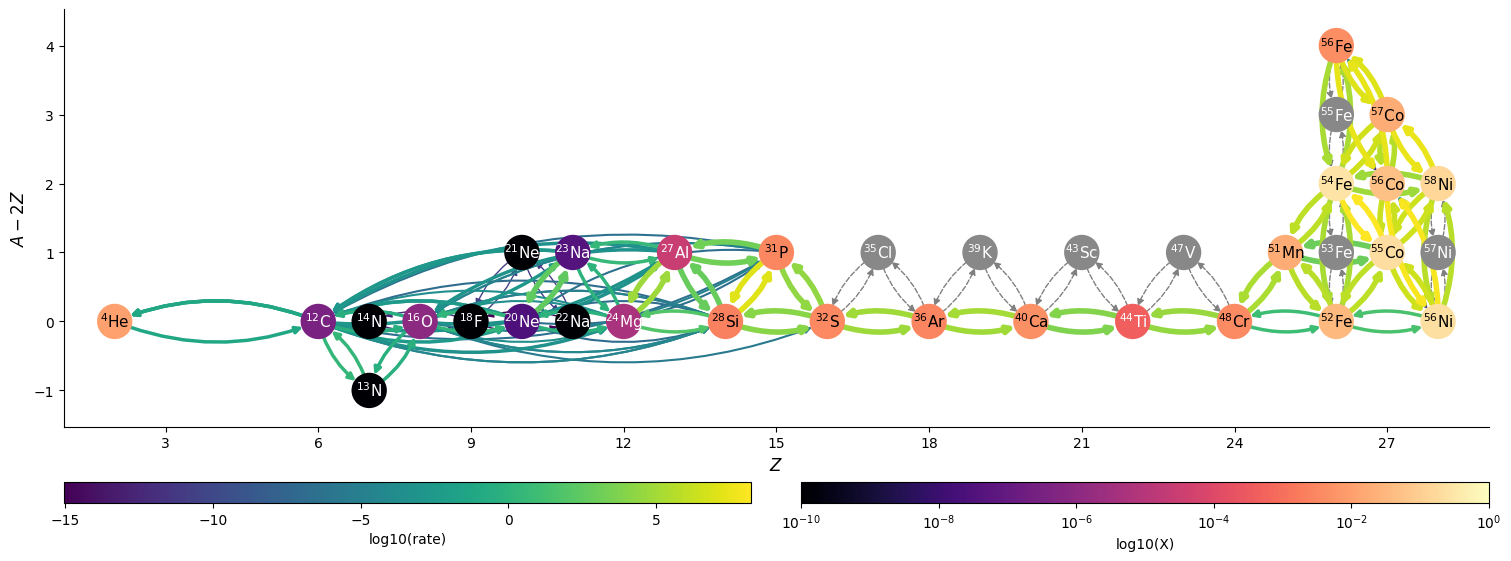 4
3
2
1
0
−1
A − 2Z
⁵⁶Fe
⁵⁵Fe
⁵⁷Co
⁵⁴Fe
⁵⁶Co
⁵⁸Ni
²¹Ne
²³Na
²⁷Al
³¹P
³⁵Cl
³⁹K
⁴³Sc
⁴⁷V
⁵¹Mn
⁵³Fe
⁵⁵Co
⁵⁷Ni
⁴He
¹²C
¹⁴N
¹⁶O
¹⁸F
²⁰Ne
²²Na
²⁴Mg
²⁸Si
³²S
³⁶Ar
⁴⁰Ca
⁴⁴Ti
⁴⁸Cr
⁵²Fe
⁵⁶Ni
¹³N
3 6 9 12 15 18 21 24 27
Z
−15 −10 −5 0 5
log10(rate)
10⁻¹⁰ 10⁻⁸ 10⁻⁶ 10⁻⁴ 10⁻² 10⁰
log10(X)